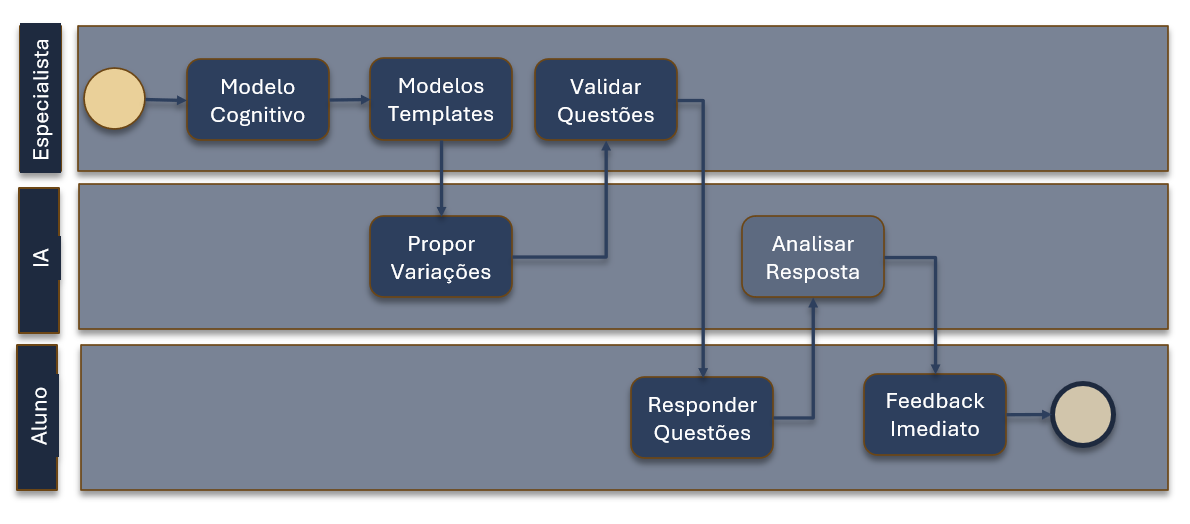 Especialista
Modelo
Cognitivo
Modelos
Templates
Validar
Questões
IA
Propor
Variações
Analisar
Resposta
Aluno
Responder
Questões
Feedback
Imediato